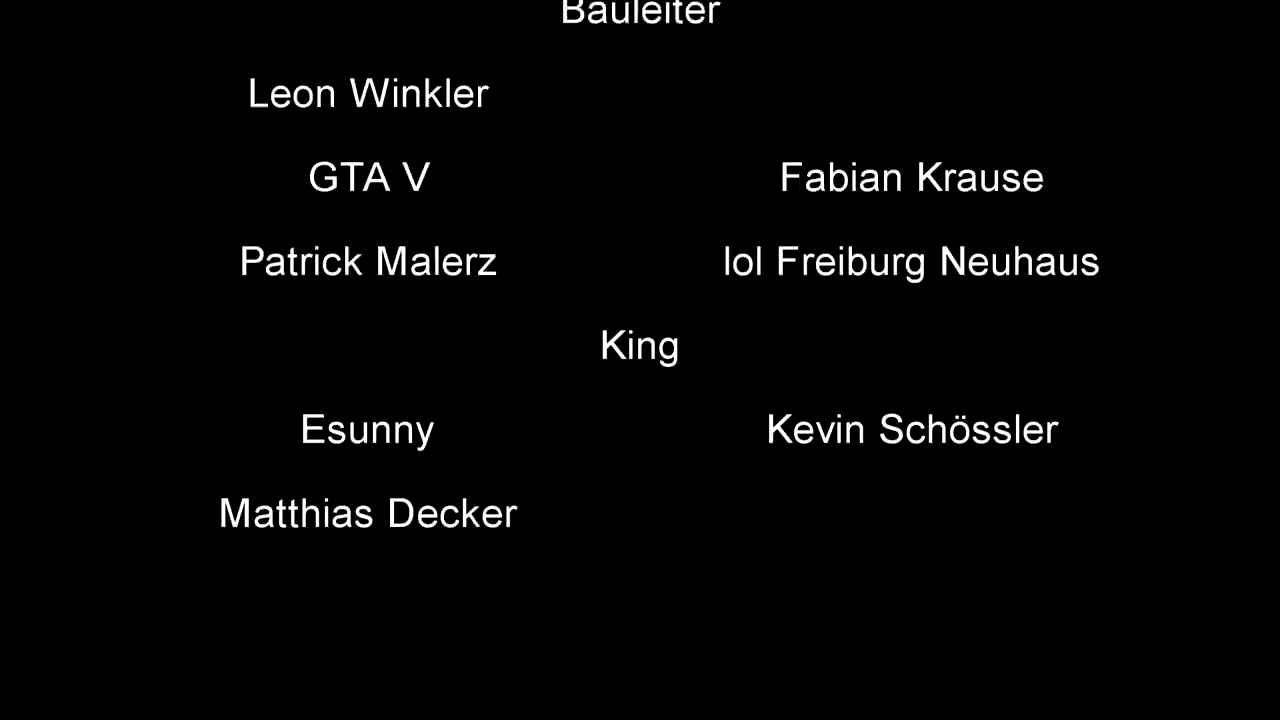 Bauleiter
Leon Winkler
GTA V Fabian Krause
Patrick Malerz lol Freiburg Neuhaus
King
Esunny Kevin Schössler
Matthias Decker